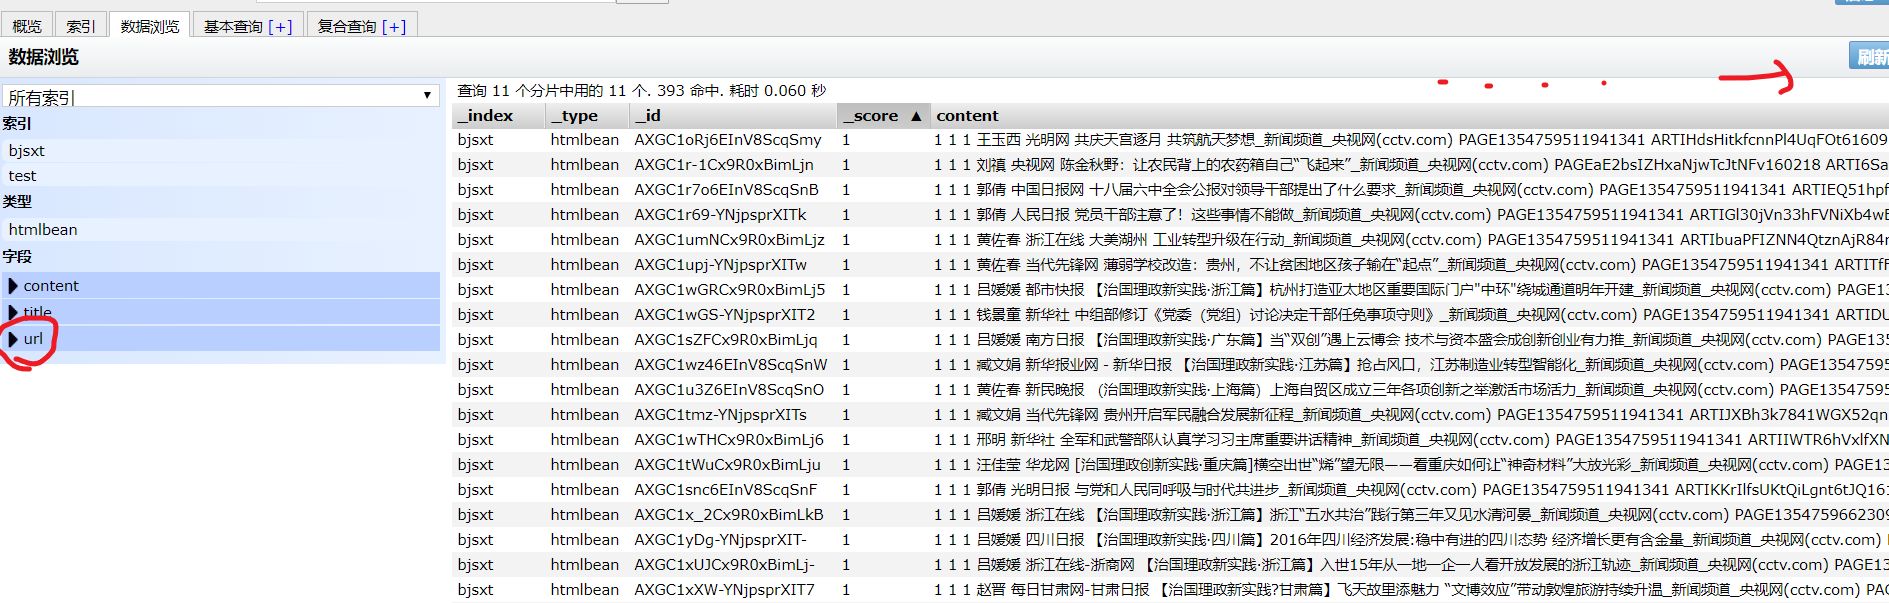 概览 索引 数据浏览 基本查询 [+] 复合查询 [+]
数据浏览 刷新
所有索引
索引
bjsxt
test
类型
htmlbean
字段
content
title
url
查询 11 个分片中用的 11 个. 393 命中. 耗时 0.060 秒
_index _type _id _score ▲ content
bjsxt htmlbean AXGC1oRj6EInV8ScqSmy 1 1 1 1 王玉西 光明网 共庆天宫逐月 共筑航天梦想_新闻频道_央视网(cctv.com) PAGE1354759511941341 ARTIHdsHitkfcnnPl4UqFOt61609
bjsxt htmlbean AXGC1r-1Cx9R0xBimLjn 1 1 1 1 刘禛 央视网 陈金秋野：让农民背上的农药箱自己“飞起来”_新闻频道_央视网(cctv.com) PAGEaE2bsIZHxaNjwTcJtNFv160218 ARTI6Sa
bjsxt htmlbean AXGC1r7o6EInV8ScqSnB 1 1 1 1 郭倩 中国日报网 十八届六中全会公报对领导干部提出了什么要求_新闻频道_央视网(cctv.com) PAGE1354759511941341 ARTIEQ51hpf
bjsxt htmlbean AXGC1r69-YNjpsprXITk 1 1 1 1 郭倩 人民日报 党员干部注意了！这些事情不能做_新闻频道_央视网(cctv.com) PAGE1354759511941341 ARTIGl30jVn33hFVNiXb4wE
bjsxt htmlbean AXGC1umNCx9R0xBimLjz 1 1 1 1 黄佐春 浙江在线 大美湖州 工业转型升级在行动_新闻频道_央视网(cctv.com) PAGE1354759511941341 ARTIbuaPFIZNN4QtznAjR84r
bjsxt htmlbean AXGC1upj-YNjpsprXITw 1 1 1 1 黄佐春 当代先锋网 薄弱学校改造：贵州，不让贫困地区孩子输在“起点”_新闻频道_央视网(cctv.com) PAGE1354759511941341 ARTITfF
bjsxt htmlbean AXGC1wGRCx9R0xBimLj5 1 1 1 1 吕媛媛 都市快报 【治国理政新实践·浙江篇】杭州打造亚太地区重要国际门户"中环"绕城通道明年开建_新闻频道_央视网(cctv.com) PAGE135475
bjsxt htmlbean AXGC1wGS-YNjpsprXIT2 1 1 1 1 钱景童 新华社 中组部修订《党委（党组）讨论决定干部任免事项守则》_新闻频道_央视网(cctv.com) PAGE1354759511941341 ARTIDU
bjsxt htmlbean AXGC1sZFCx9R0xBimLjq 1 1 1 1 吕媛媛 南方日报 【治国理政新实践·广东篇】当“双创”遇上云博会 技术与资本盛会成创新创业有力推_新闻频道_央视网(cctv.com) PAGE135
bjsxt htmlbean AXGC1wz46EInV8ScqSnW 1 1 1 1 臧文娟 新华报业网 - 新华日报 【治国理政新实践·江苏篇】抢占风口，江苏制造业转型智能化_新闻频道_央视网(cctv.com) PAGE13547595
bjsxt htmlbean AXGC1u3Z6EInV8ScqSnO 1 1 1 1 黄佐春 新民晚报 （治国理政新实践·上海篇）上海自贸区成立三年各项创新之举激活市场活力_新闻频道_央视网(cctv.com) PAGE13547595
bjsxt htmlbean AXGC1tmz-YNjpsprXITs 1 1 1 1 臧文娟 当代先锋网 贵州开启军民融合发展新征程_新闻频道_央视网(cctv.com) PAGE1354759511941341 ARTIJXBh3k7841WGX52qn
bjsxt htmlbean AXGC1wTHCx9R0xBimLj6 1 1 1 1 邢明 新华社 全军和武警部队认真学习习主席重要讲话精神_新闻频道_央视网(cctv.com) PAGE1354759511941341 ARTIIWTR6hVxlfXN
bjsxt htmlbean AXGC1tWuCx9R0xBimLju 1 1 1 1 汪佳莹 华龙网 [治国理政创新实践·重庆篇]横空出世“烯”望无限——看重庆如何让“神奇材料”大放光彩_新闻频道_央视网(cctv.com) PAGE13
bjsxt htmlbean AXGC1snc6EInV8ScqSnF 1 1 1 1 郭倩 光明日报 与党和人民同呼吸与时代共进步_新闻频道_央视网(cctv.com) PAGE1354759511941341 ARTIKKrIlfsUKtQiLgnt6tJQ161
bjsxt htmlbean AXGC1x_2Cx9R0xBimLkB 1 1 1 1 吕媛媛 浙江在线 【治国理政新实践·浙江篇】浙江“五水共治”践行第三年又见水清河晏_新闻频道_央视网(cctv.com) PAGE1354759662309
bjsxt htmlbean AXGC1yDg-YNjpsprXIT- 1 1 1 1 吕媛媛 四川日报 【治国理政新实践·四川篇】2016年四川经济发展:稳中有进的四川态势 经济增长更有含金量_新闻频道_央视网(cctv.com) PAGE
bjsxt htmlbean AXGC1xUJCx9R0xBimLj- 1 1 1 1 吕媛媛 浙江在线-浙商网 【治国理政新实践·浙江篇】入世15年从一地一企一人看开放发展的浙江轨迹_新闻频道_央视网(cctv.com) PAGE13
bjsxt htmlbean AXGC1xXW-YNjpsprXIT7 1 1 1 1 赵晋 每日甘肃网-甘肃日报 【治国理政新实践?甘肃篇】飞天故里添魅力 “文博效应”带动敦煌旅游持续升温_新闻频道_央视网(cctv.com) PAG